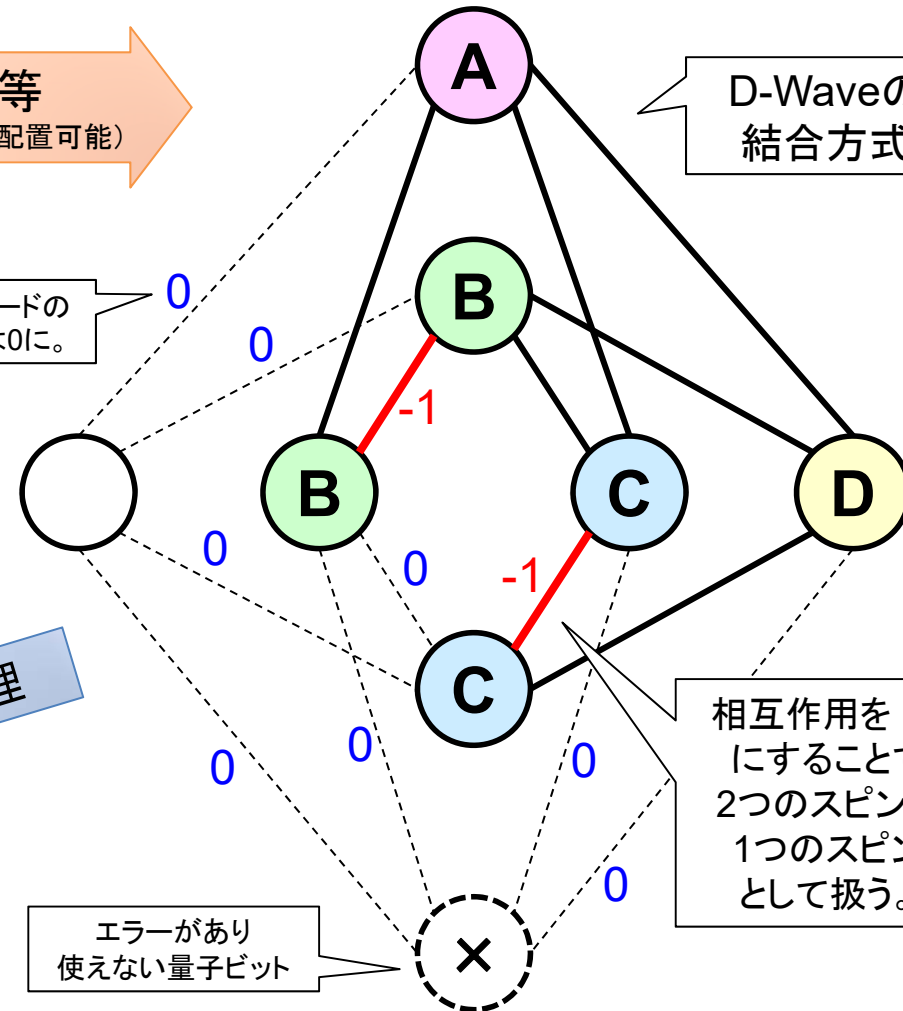 等
配置可能）
A
D-Waveの
結合方式
ードの
0に。
0
0
B
-1
B
C
D
0
0
-1
理
C
0
0
0
0
相互作用を
にすることで
2つのスピン
1つのスピン
として扱う。
エラーがあり
使えない量子ビット
×